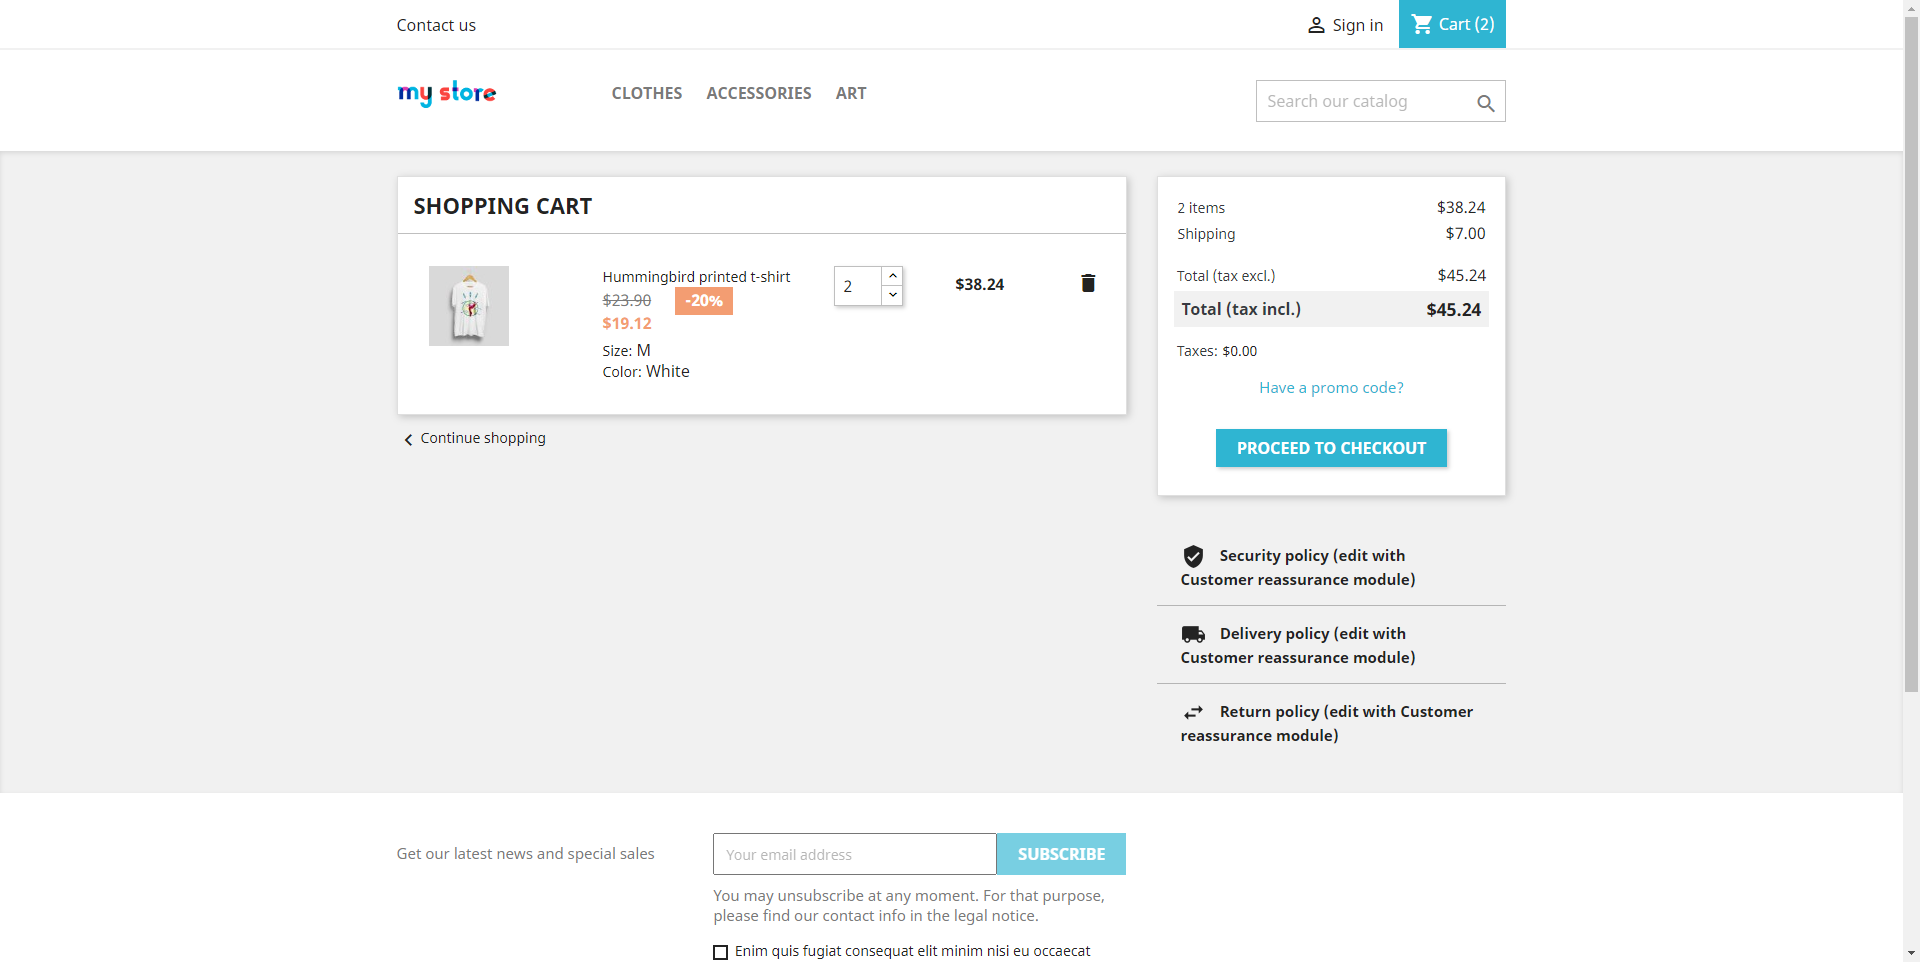 Contact us
Sign in
Cart (2)
my store
CLOTHES
ACCESSORIES
ART
Search our catalog
SHOPPING CART
Hummingbird printed t-shirt
$23.90 -20%
$19.12
Size: M
Color: White
2
$38.24
Continue shopping
2 items $38.24
Shipping $7.00
Total (tax excl.) $45.24
Total (tax incl.) $45.24
Taxes: $0.00
Have a promo code?
PROCEED TO CHECKOUT
Security policy (edit with
Customer reassurance module)
Delivery policy (edit with
Customer reassurance module)
Return policy (edit with Customer
reassurance module)
Get our latest news and special sales
Your email address
SUBSCRIBE
You may unsubscribe at any moment. For that purpose,
please find our contact info in the legal notice.
Enim quis fugiat consequat elit minim nisi eu occaecat